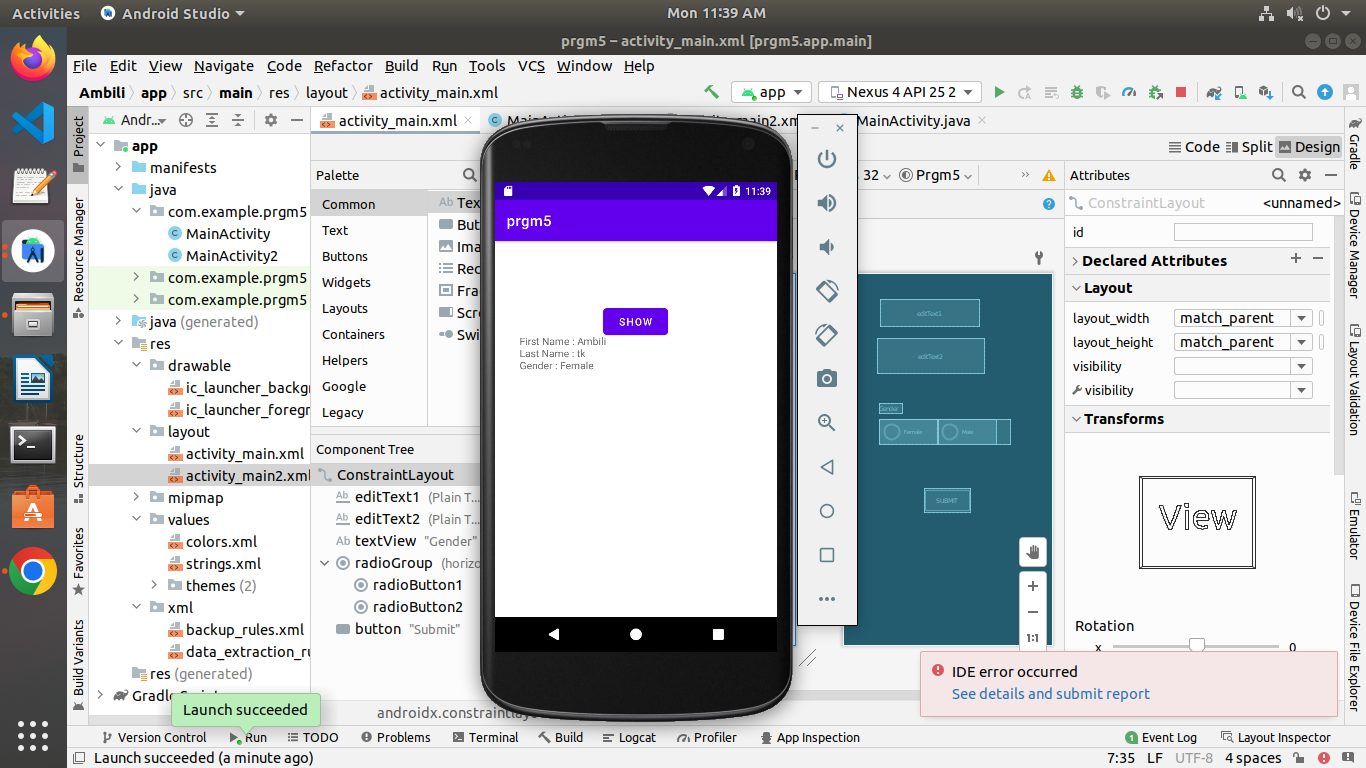 Activities
Android Studio
Mon 11:39 AM
prgm5 – activity_main.xml [prgm5.app.main]
File Edit View Navigate Code Refactor Build Run Tools VCS Window Help
Ambili app src main res layout activity_main.xml
app
Nexus 4 API 25 2
Project
Resource Manager
Structure
Favorites
Build Variants
Andr...
app
manifests
java
com.example.prgm5
MainActivity
MainActivity2
com.example.prgm5
com.example.prgm5
java (generated)
res
drawable
ic_launcher_backg
ic_launcher_foregr
layout
activity_main.xml
activity_main2.xml
mipmap
values
colors.xml
strings.xml
themes (2)
xml
backup_rules.xml
data_extraction_ru
res (generated)
Launch succeeded
activity_main.xml
MainActivity.java
Code Split Design
Palette
Common
Text
Buttons
Widgets
Layouts
Containers
Helpers
Google
Legacy
Ab Tex
But
Ima
Rec
Fra
Scr
Swi
Component Tree
ConstraintLayout
Ab editText1 (Plain T...
Ab editText2 (Plain T...
Ab textView "Gender"
radioGroup (horizo
radioButton1
radioButton2
button "Submit"
11:39
prgm5
SHOW
First Name : Ambili
Last Name : tk
Gender : Female
32
Prgm5
editText1
editText2
Gender
Female
Male
SUBMIT
1:1
Attributes
ConstraintLayout <unnamed>
id
Declared Attributes
Layout
layout_width match_parent
layout_height match_parent
visibility
visibility
Transforms
View
Rotation
x 0
Gradle
Device Manager
Layout Validation
Emulator
Device File Explorer
IDE error occurred
See details and submit report
Version Control Run TODO Problems Terminal Build Logcat Profiler App Inspection
Event Log Layout Inspector
Launch succeeded (a minute ago)
7:35 LF UTF-8 4 spaces